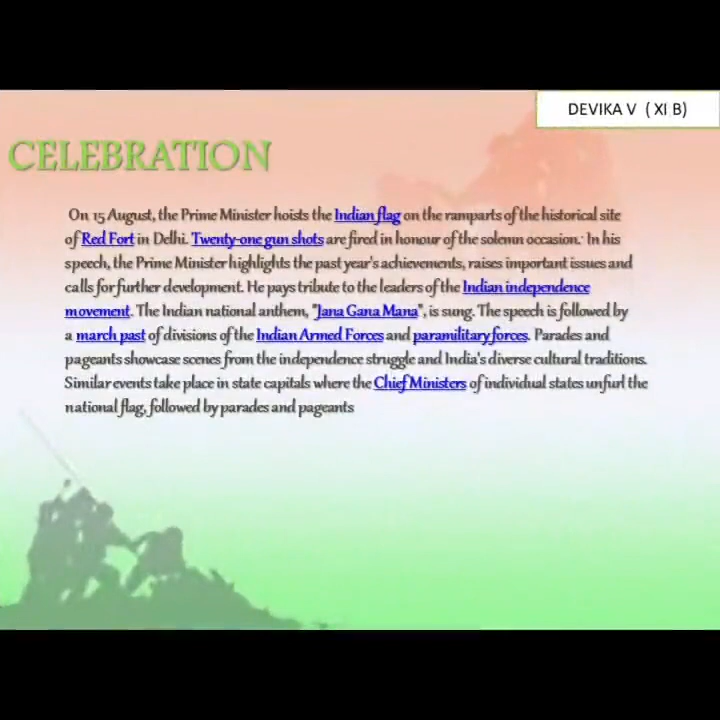 DEVIKA V ( XI B)
CELEBRATION
On 15 August, the Prime Minister hoists the Indian flag on the ramparts of the historical site
of Red Fort in Delhi. Twenty-one gun shots are fired in honour of the solemn occasion. In his
speech, the Prime Minister highlights the past year's achievements, raises important issues and
calls for further development. He pays tribute to the leaders of the Indian independence
movement. The Indian national anthem, "Jana Gana Mana", is sung. The speech is followed by
a march past of divisions of the Indian Armed Forces and paramilitary forces. Parades and
pageants showcase scenes from the independence struggle and India's diverse cultural traditions.
Similar events take place in state capitals where the Chief Ministers of individual states unfurl the
national flag, followed by parades and pageants